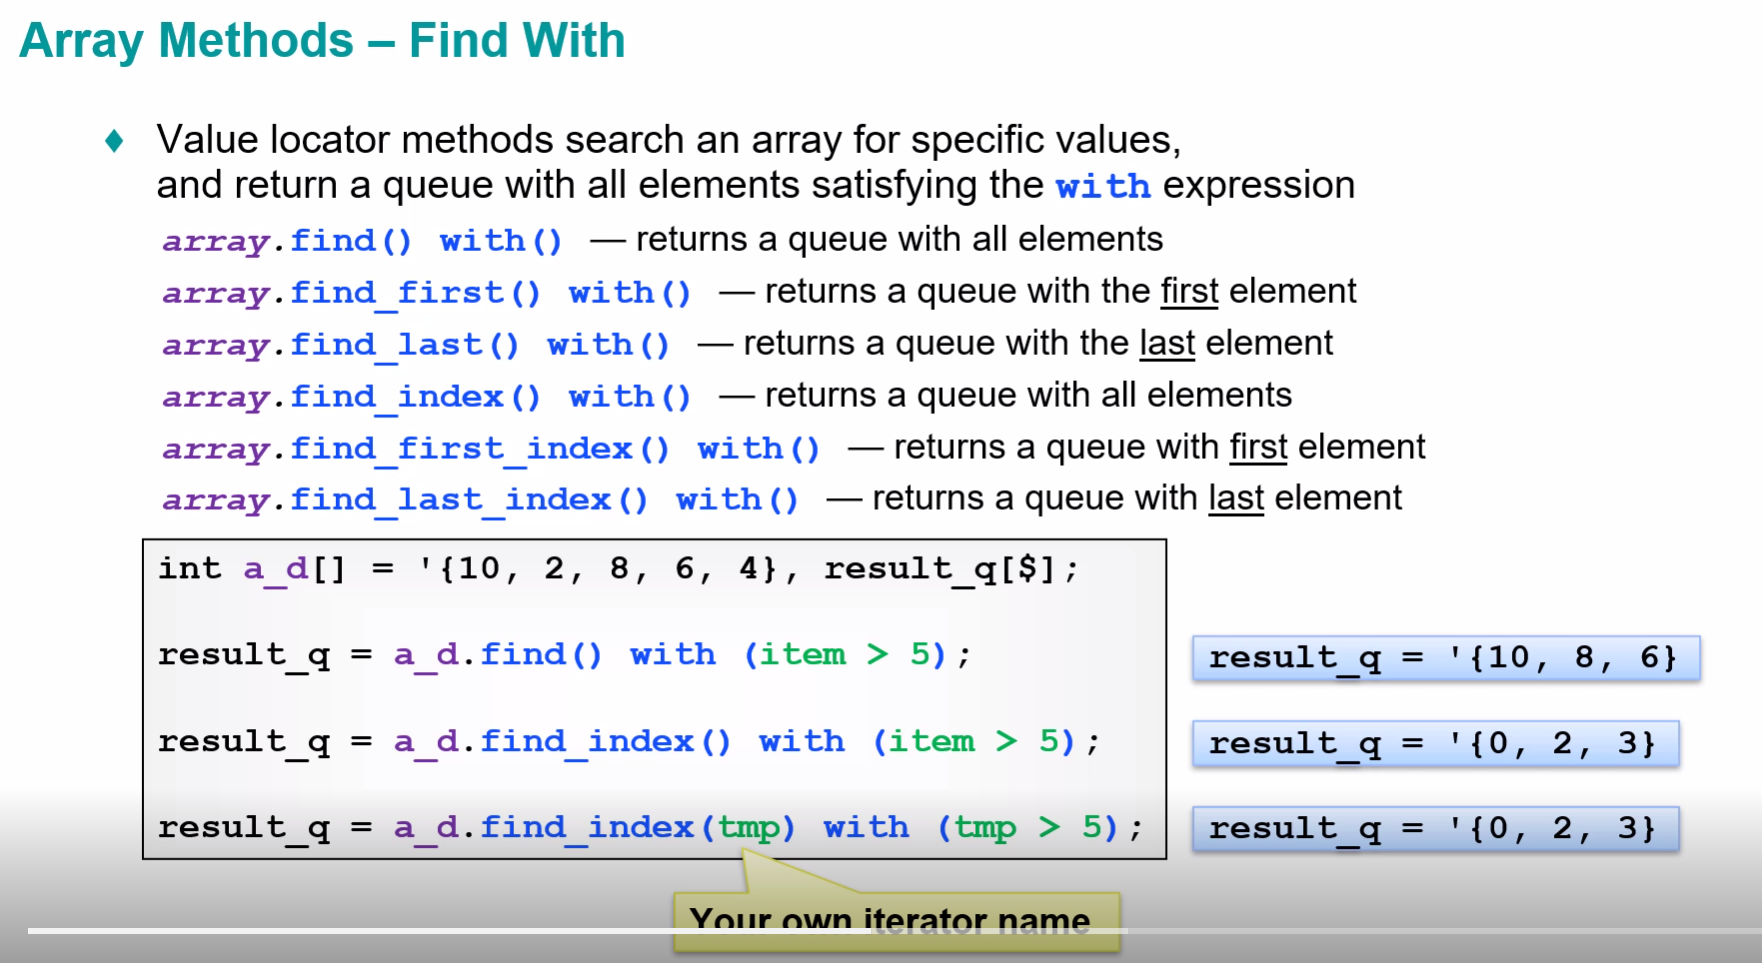 Array Methods – Find With
♦ Value locator methods search an array for specific values,
and return a queue with all elements satisfying the with expression
array.find() with() — returns a queue with all elements
array.find_first() with() — returns a queue with the first element
array.find_last() with() — returns a queue with the last element
array.find_index() with() — returns a queue with all elements
array.find_first_index() with() — returns a queue with first element
array.find_last_index() with() — returns a queue with last element
int a_d[] = '{10, 2, 8, 6, 4}, result_q[$];
result_q = a_d.find() with (item > 5);
result_q = '{10, 8, 6}
result_q = a_d.find_index() with (item > 5);
result_q = '{0, 2, 3}
result_q = a_d.find_index(tmp) with (tmp > 5);
result_q = '{0, 2, 3}
Your own iterator name